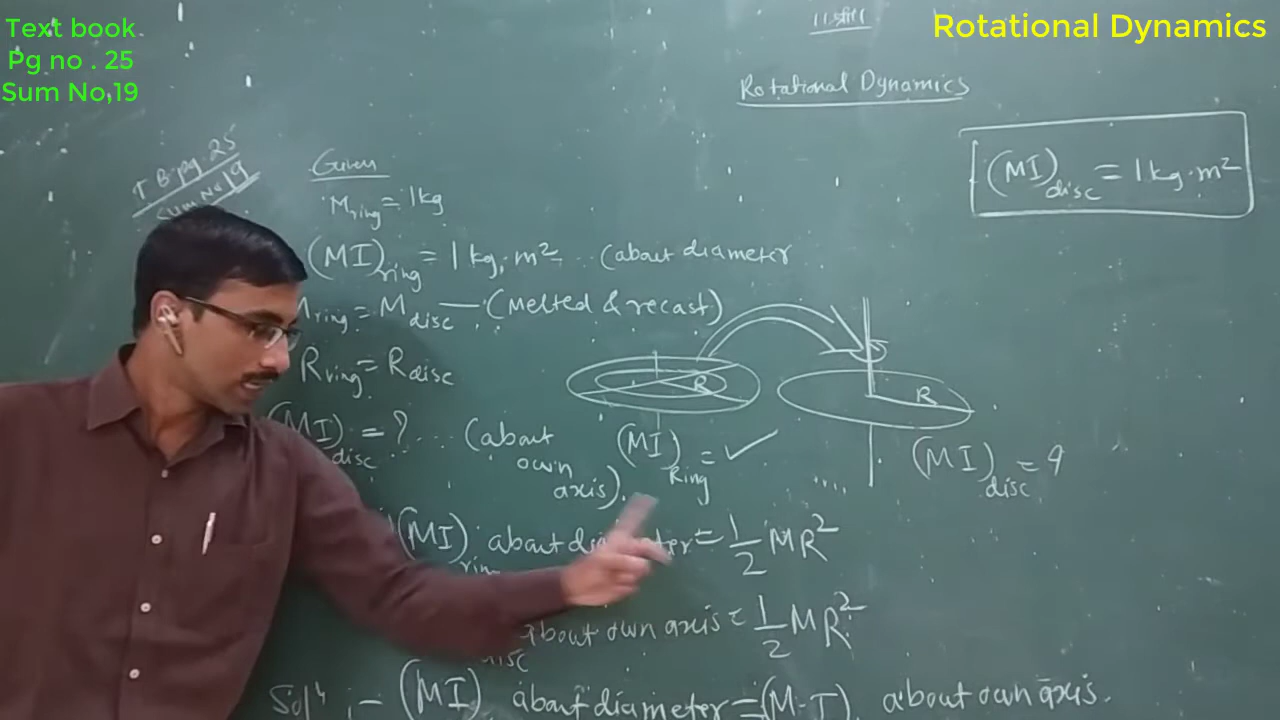 Text book
Pg no . 25
Sum No,19
Rotational Dynamics
Rotational Dynamics
(MI)disc = 1 kg·m²
T B pg. 25
Sum No 19
Given
Mring = 1kg
(MI)ring = 1 kg·m² ... (about diameter
Mring = Mdisc — (melted & recast)
Rring = Rdisc
R
R
(MI)disc = ? ... (about
own
axis).
(MI)Ring = ✓
(MI)disc =
(MI)ring about diameter = 1/2 MR²
disc about own axis = 1/2 MR²
Solⁿ :- (MI) about diameter = (M.I). about own axis.